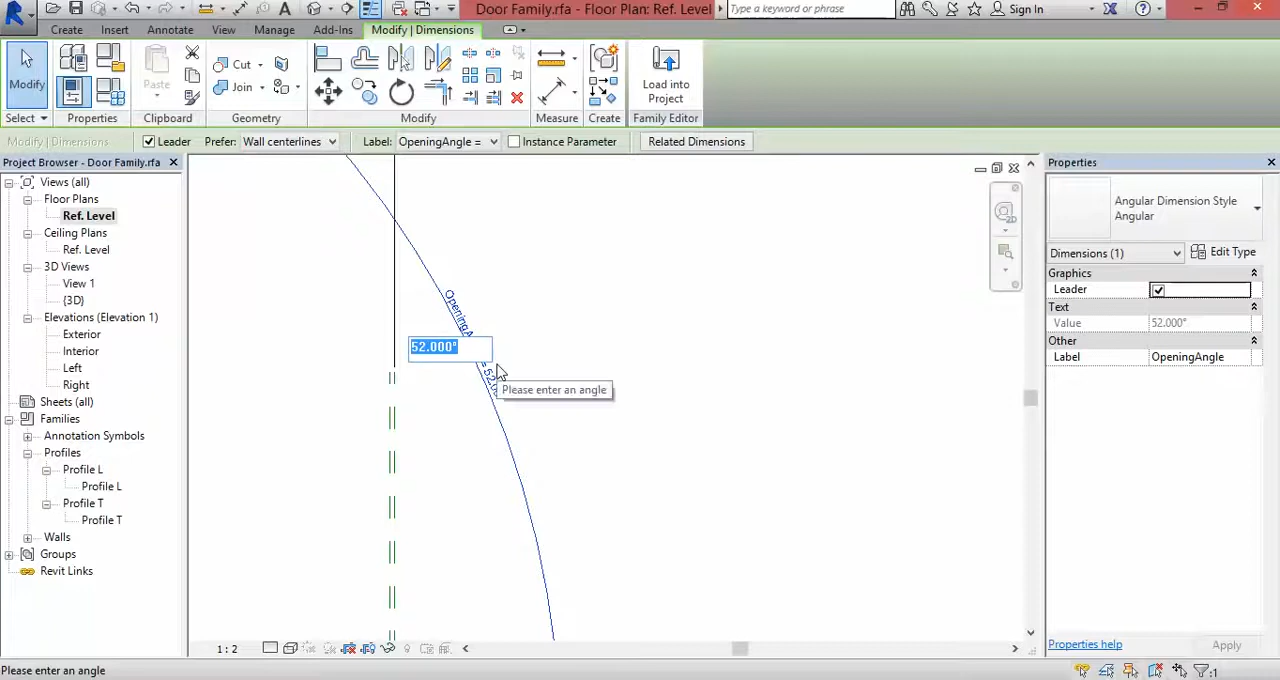 Door Family.rfa - Floor Plan: Ref. Level
Type a keyword or phrase
Sign In
Create Insert Annotate View Manage Add-Ins Modify | Dimensions
Modify
Paste
Cut
Join
Load into
Project
Select Properties Clipboard Geometry Modify Measure Create Family Editor
Modify | Dimensions Leader Prefer: Wall centerlines Label: OpeningAngle = Instance Parameter Related Dimensions
Project Browser - Door Family.rfa
Views (all)
Floor Plans
Ref. Level
Ceiling Plans
Ref. Level
3D Views
View 1
{3D}
Elevations (Elevation 1)
Exterior
Interior
Left
Right
Sheets (all)
Families
Annotation Symbols
Profiles
Profile L
Profile L
Profile T
Profile T
Walls
Groups
Revit Links
52.000°
Please enter an angle
1 : 2
Properties
Angular Dimension Style
Angular
Dimensions (1) Edit Type
Graphics
Leader
Text
Value 52.000°
Other
Label OpeningAngle
Properties help Apply
Please enter an angle
:1